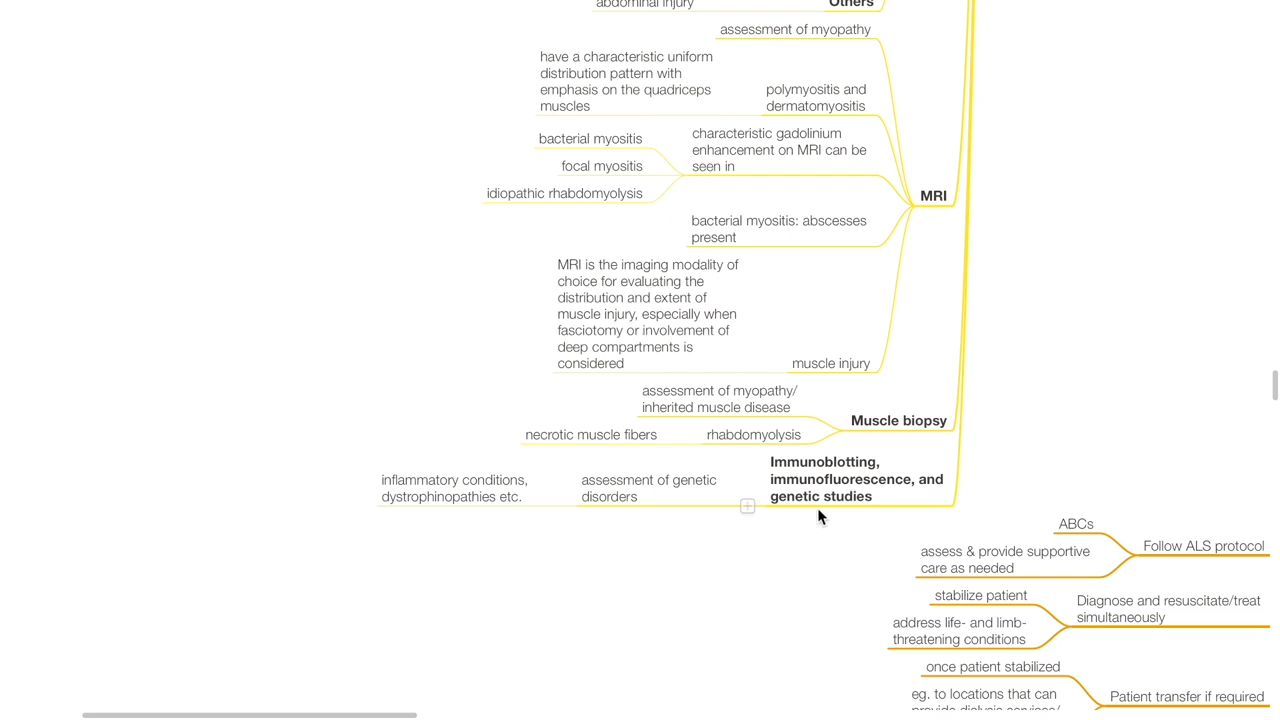 abdominal injury
Others
assessment of myopathy
have a characteristic uniform
distribution pattern with
emphasis on the quadriceps
muscles
polymyositis and
dermatomyositis
bacterial myositis
focal myositis
idiopathic rhabdomyolysis
characteristic gadolinium
enhancement on MRI can be
seen in
MRI
bacterial myositis: abscesses
present
MRI is the imaging modality of
choice for evaluating the
distribution and extent of
muscle injury, especially when
fasciotomy or involvement of
deep compartments is
considered
muscle injury
assessment of myopathy/
inherited muscle disease
Muscle biopsy
necrotic muscle fibers
rhabdomyolysis
Immunoblotting,
immunofluorescence, and
genetic studies
inflammatory conditions,
dystrophinopathies etc.
assessment of genetic
disorders
ABCs
Follow ALS protocol
assess & provide supportive
care as needed
stabilize patient
Diagnose and resuscitate/treat
simultaneously
address life- and limb-
threatening conditions
once patient stabilized
Patient transfer if required
eg. to locations that can
provide dialysis services/